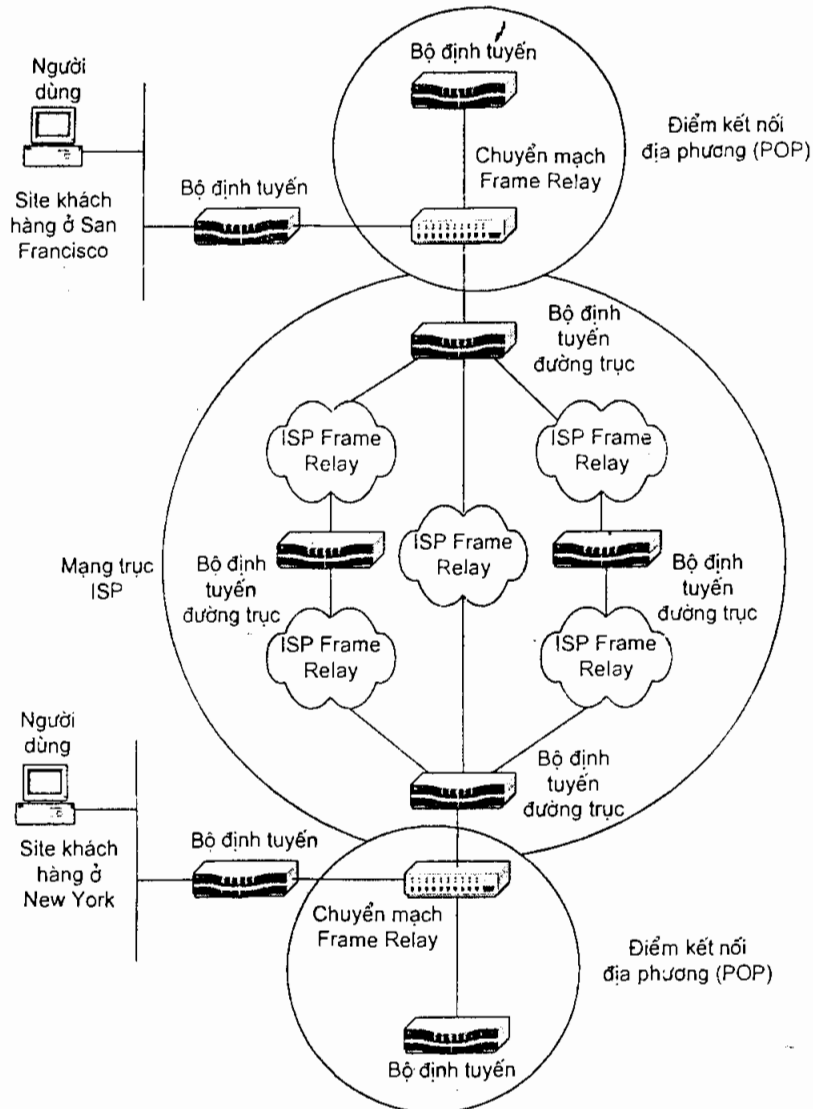 Bộ định tuyến
Người
dùng
Điểm kết nối
địa phương (POP)
Chuyển mạch
Frame Relay
Bộ định tuyến
Site khách
hàng ở San
Francisco
Bộ định
tuyến
đường trục
ISP Frame
Relay
ISP Frame
Relay
ISP Frame
Relay
Mạng trục
ISP
Bộ định
tuyến
đường trục
Bộ định
tuyến
đường trục
ISP Frame
Relay
ISP Frame
Relay
Người
dùng
Bộ định
tuyến
đường trục
Site khách
hàng ở
New York
Bộ định tuyến
Chuyển mạch
Frame Relay
Điểm kết nối
địa phương (POP)
Bộ định tuyến